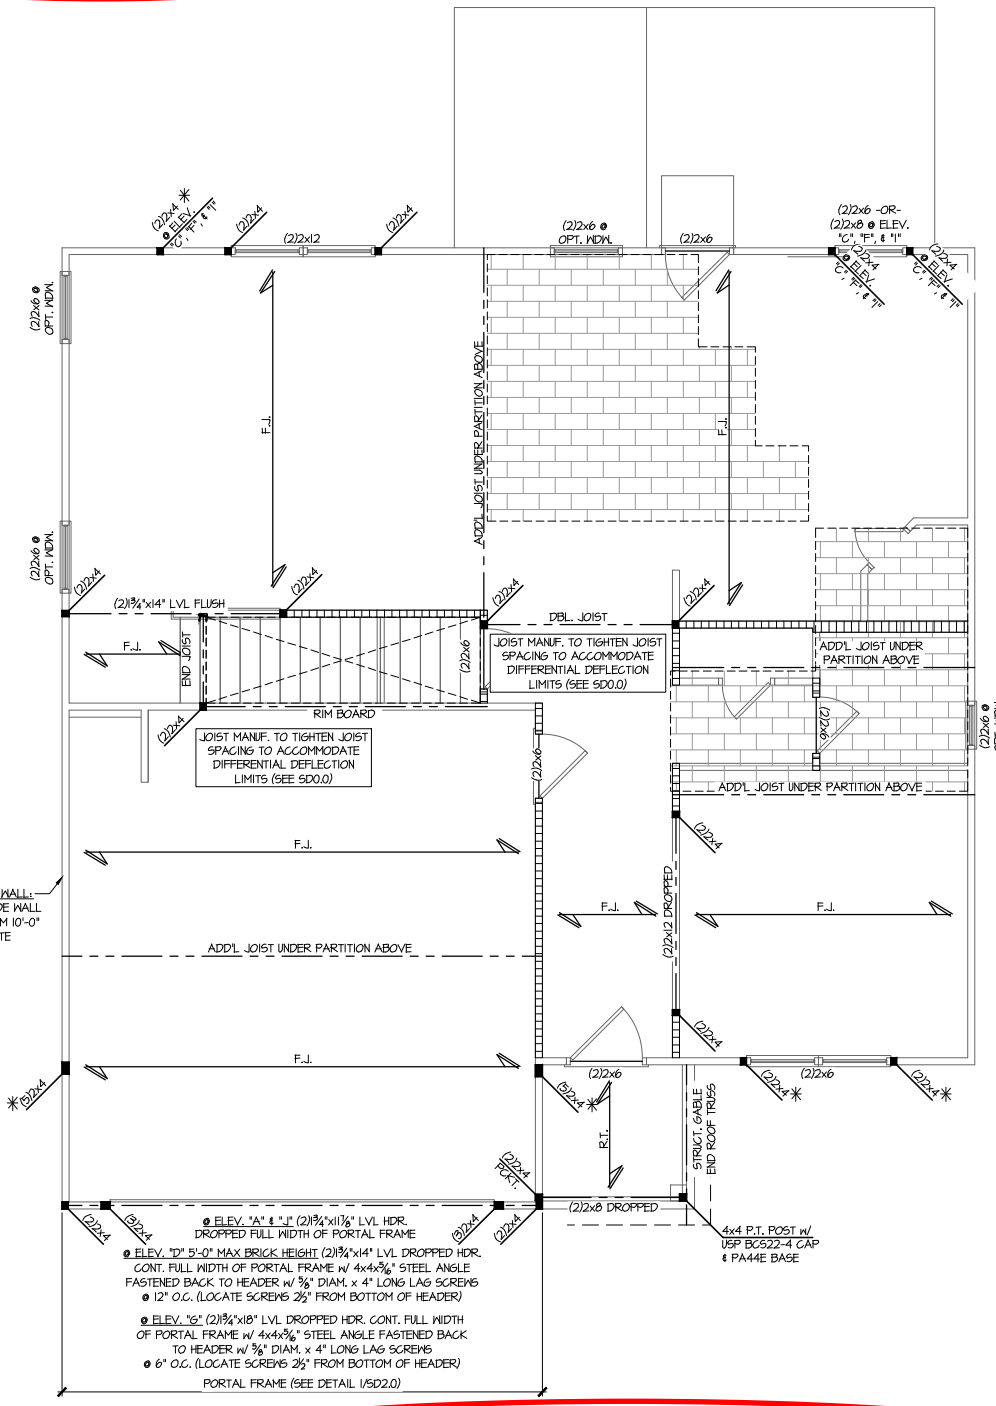 (2)2x4 ✳
@ ELEV.
"C", "F", & "I"
(2)2x4
(2)2x12
(2)2x4
(2)2x6 @
OPT. WDW.
(2)2x6
(2)2x6 -OR-
(2)2x8 @ ELEV.
"C", "F", & "I"
(2)2x4
@ ELEV.
"C", "F", & "I"
(2)2x4
@ ELEV.
"C", "F", & "I"
(2)2x6 @
OPT. WDW.
F.J.
ADD'L JOIST UNDER PARTITION ABOVE
F.J.
(2)2x6 @
OPT. WDW.
(2)2x4
(2)1¾"x14" LVL FLUSH
(2)2x4
(2)2x4
DBL. JOIST
(2)2x4
F.J.
END JOIST
(2)2x6
JOIST MANUF. TO TIGHTEN JOIST
SPACING TO ACCOMMODATE
DIFFERENTIAL DEFLECTION
LIMITS (SEE SD0.0)
ADD'L JOIST UNDER
PARTITION ABOVE
(2)2x4
RIM BOARD
(2)2x6
(2)2x6 @
JOIST MANUF. TO TIGHTEN JOIST
SPACING TO ACCOMMODATE
DIFFERENTIAL DEFLECTION
LIMITS (SEE SD0.0)
(2)2x6
ADD'L JOIST UNDER PARTITION ABOVE
F.J.
(2)2x4
WALL:
DE WALL
M 10'-0"
TE
(2)2x12 DROPPED
F.J.
F.J.
ADD'L JOIST UNDER PARTITION ABOVE
(2)2x4
F.J.
(2)2x6
(2)2x6
✳ (5)2x4
(5)2x4 ✳
(2)2x4 ✳
(2)2x4 ✳
R.T.
STRUCT. GABLE
END ROOF TRUSS
(2)2x4
PCKT.
(2)2x8 DROPPED
(2)2x4
(3)2x4
(3)2x4
(2)2x4
4x4 P.T. POST W/
USP BCS22-4 CAP
& PA44E BASE
@ ELEV. "A" & "J" (2)1¾"x11⅞" LVL HDR.
DROPPED FULL WIDTH OF PORTAL FRAME
@ ELEV. "D" 5'-0" MAX BRICK HEIGHT (2)1¾"x14" LVL DROPPED HDR.
CONT. FULL WIDTH OF PORTAL FRAME W/ 4x4x5/16" STEEL ANGLE
FASTENED BACK TO HEADER W/ ⅝" DIAM. x 4" LONG LAG SCREWS
@ 12" O.C. (LOCATE SCREWS 2½" FROM BOTTOM OF HEADER)
@ ELEV. "G" (2)1¾"x18" LVL DROPPED HDR. CONT. FULL WIDTH
OF PORTAL FRAME W/ 4x4x5/16" STEEL ANGLE FASTENED BACK
TO HEADER W/ ⅝" DIAM. x 4" LONG LAG SCREWS
@ 6" O.C. (LOCATE SCREWS 2½" FROM BOTTOM OF HEADER)
PORTAL FRAME (SEE DETAIL 1/SD2.0)